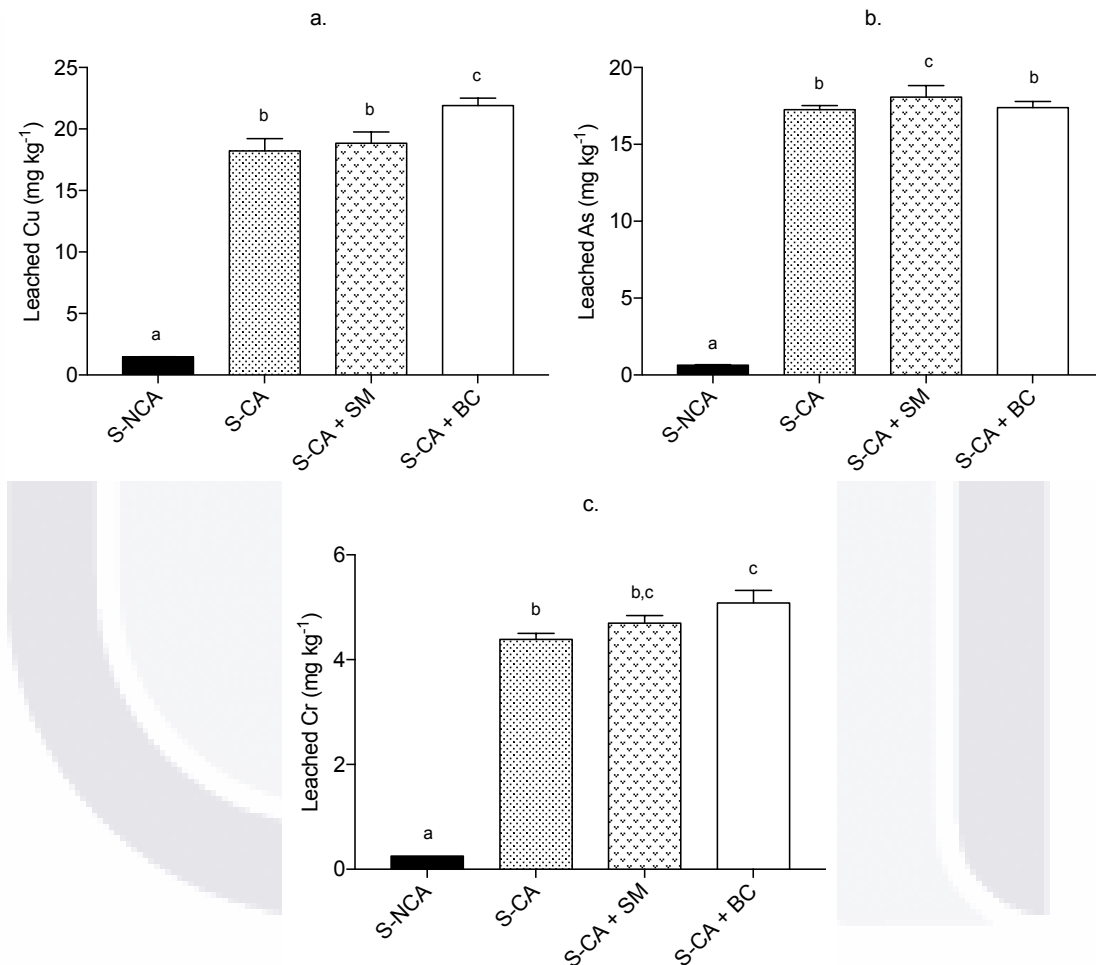 a.
Leached Cu (mg kg⁻¹)
25
20
15
10
5
0
a
b
b
c
S-NCA
S-CA
S-CA + SM
S-CA + BC
b.
Leached As (mg kg⁻¹)
20
15
10
5
0
a
b
c
b
S-NCA
S-CA
S-CA + SM
S-CA + BC
c.
Leached Cr (mg kg⁻¹)
6
4
2
0
a
b
b,c
c
S-NCA
S-CA
S-CA + SM
S-CA + BC